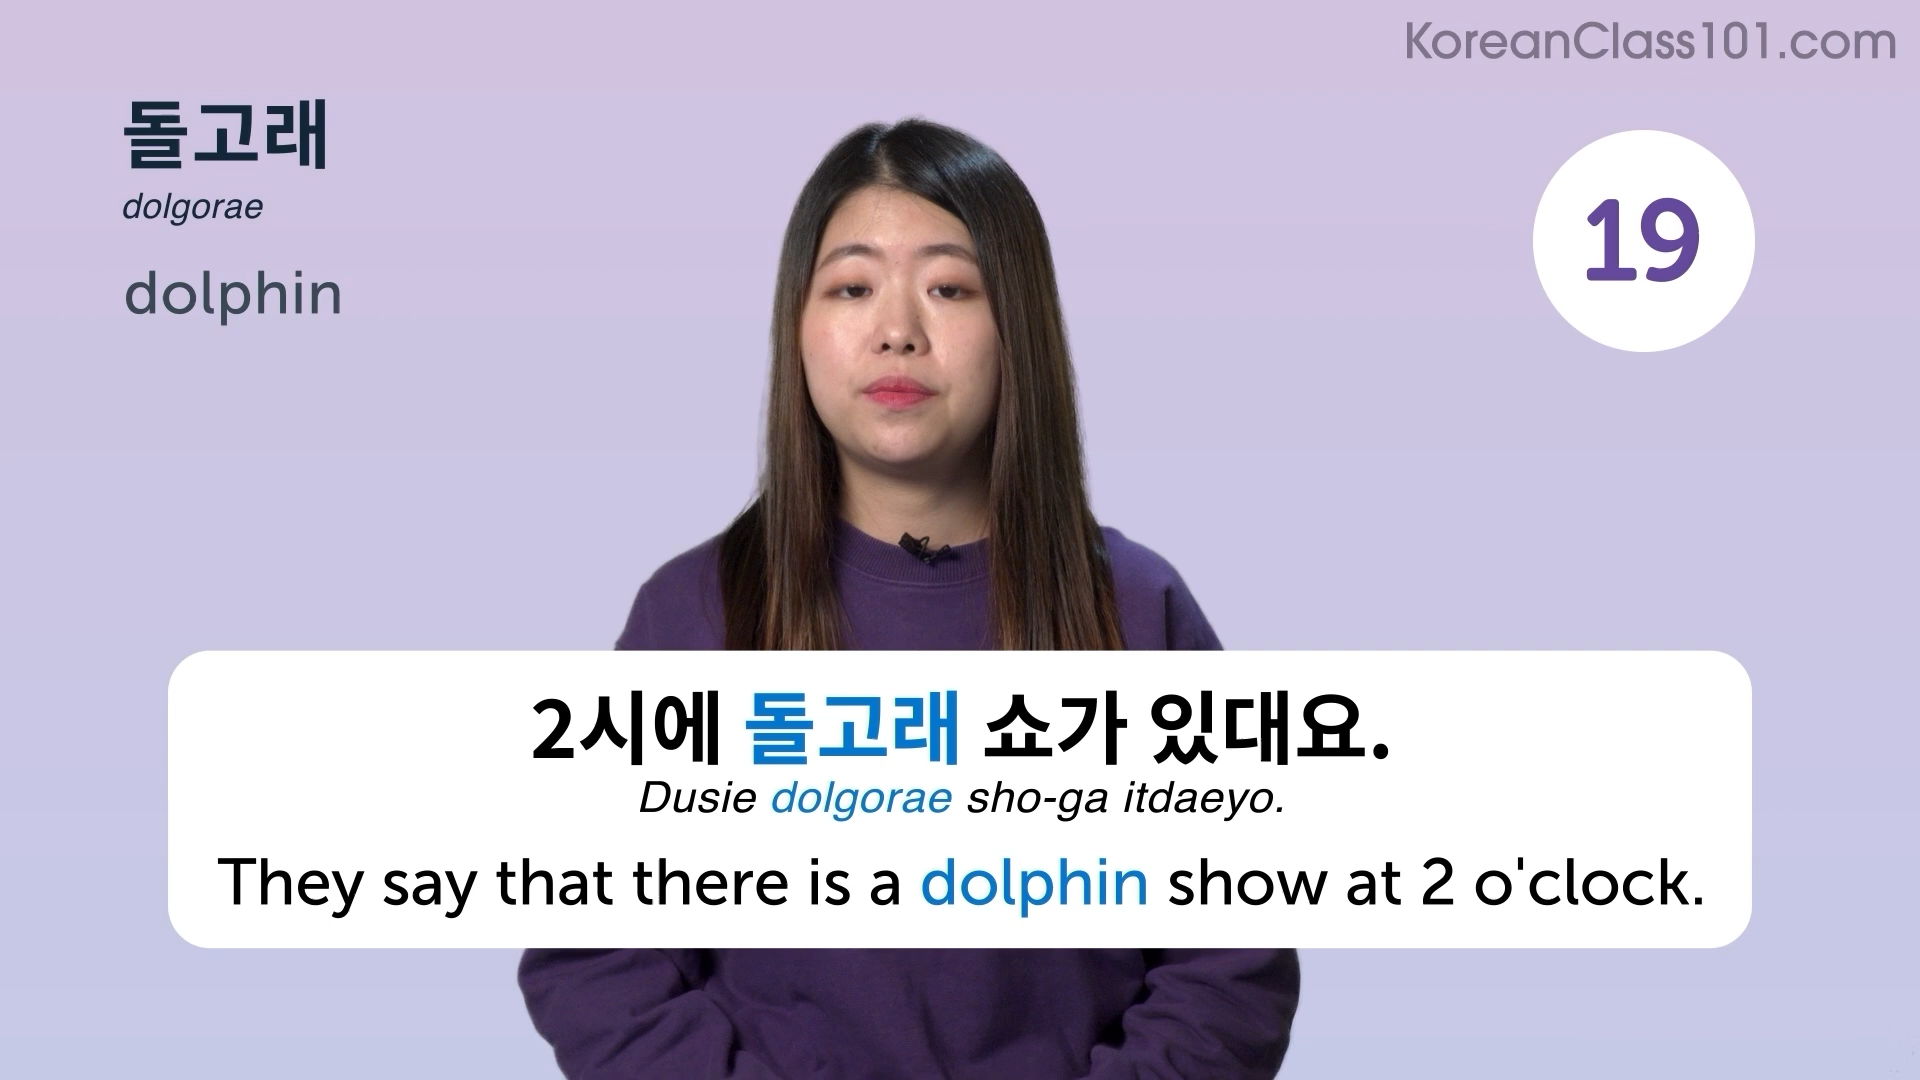 KoreanClass101.com
돌고래
dolgorae
dolphin
19
2시에 돌고래 쇼가 있대요.
Dusie dolgorae sho-ga itdaeyo.
They say that there is a dolphin show at 2 o'clock.